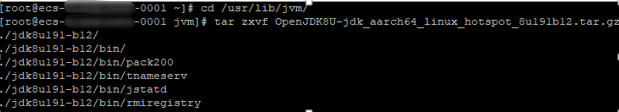 [root@ecs- -0001 ~]# cd /usr/lib/jvm/
[root@ecs- -0001 jvm]# tar zxvf OpenJDK8U-jdk_aarch64_linux_hotspot_8u191b12.tar.gz
./jdk8u191-b12/
./jdk8u191-b12/bin/
./jdk8u191-b12/bin/pack200
./jdk8u191-b12/bin/tnameserv
./jdk8u191-b12/bin/jstatd
./jdk8u191-b12/bin/rmiregistry